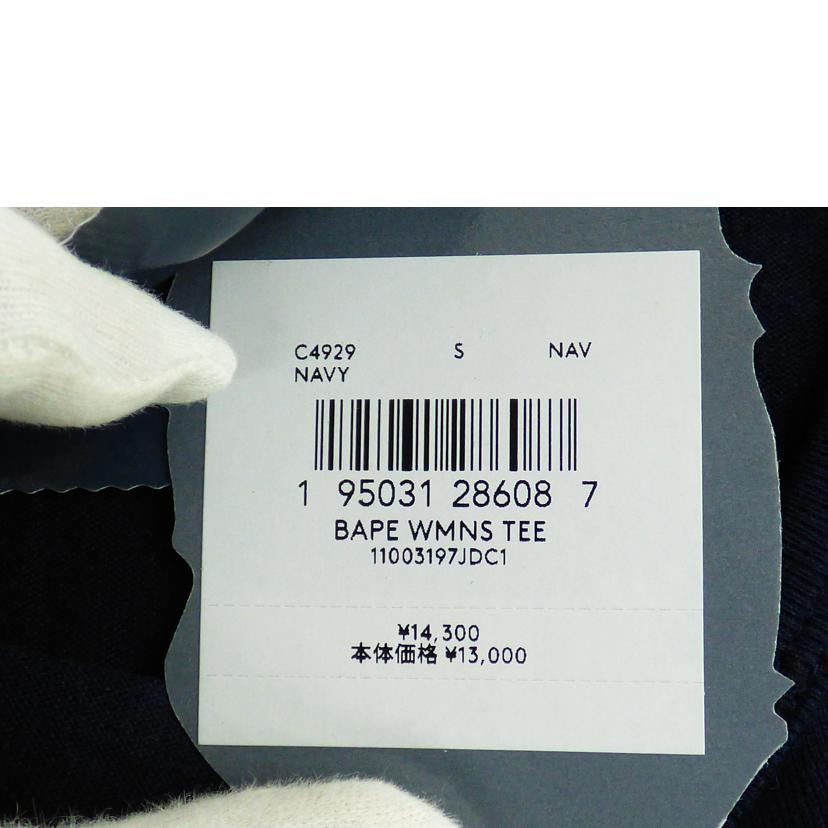 C4929 S NAV
NAVY
1 95031 28608 7
BAPE WMNS TEE
11003197JDC1
¥14,300
本体価格 ¥13,000